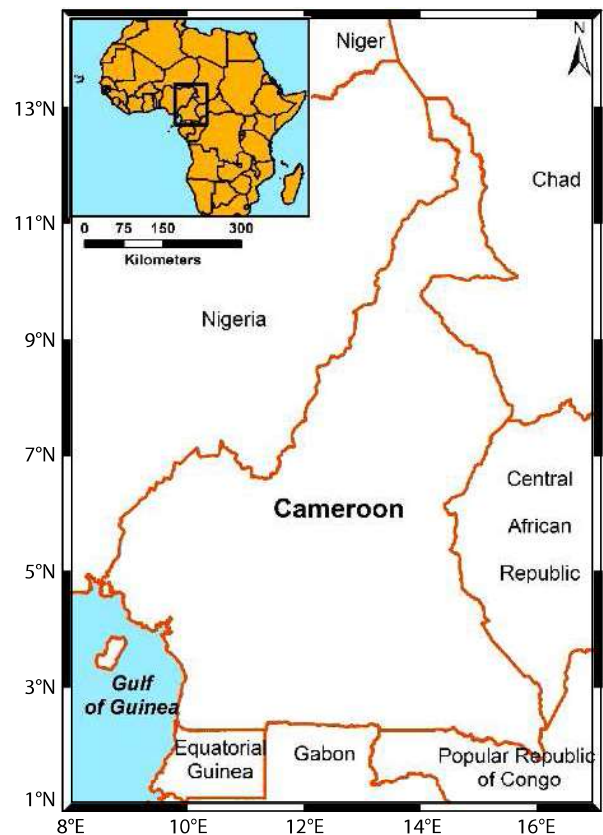 N
Niger
13°N
Chad
11°N
0 75 150 300
Kilometers
Nigeria
9°N
7°N
Central
African
Republic
Cameroon
5°N
3°N
Gulf
of Guinea
Equatorial
Guinea
Gabon
Popular Republic
of Congo
1°N
8°E 10°E 12°E 14°E 16°E